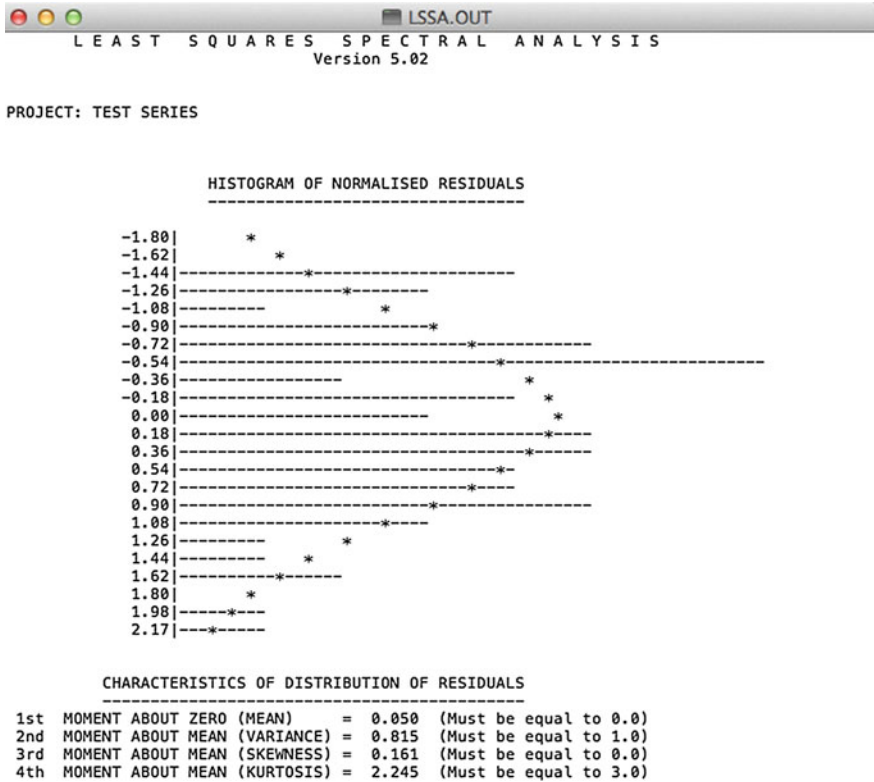 LSSA.OUT
L E A S T   S Q U A R E S   S P E C T R A L   A N A L Y S I S
Version 5.02
PROJECT: TEST SERIES
HISTOGRAM OF NORMALISED RESIDUALS
---------------------------------
-1.80|       *
-1.62|          *
-1.44|-------------*---------------------
-1.26|-----------------*--------
-1.08|---------            *
-0.90|--------------------------*
-0.72|------------------------------*------------
-0.54|---------------------------------*---------------------------
-0.36|-----------------                   *
-0.18|-----------------------------------   *
0.00|--------------------------             *
0.18|--------------------------------------*----
0.36|------------------------------------*------
0.54|---------------------------------*-
0.72|------------------------------*----
0.90|--------------------------*----------------
1.08|---------------------*----
1.26|---------        *
1.44|---------    *
1.62|----------*------
1.80|       *
1.98|-----*---
2.17|---*-----
CHARACTERISTICS OF DISTRIBUTION OF RESIDUALS
--------------------------------------------
1st  MOMENT ABOUT ZERO (MEAN)     =  0.050  (Must be equal to 0.0)
2nd  MOMENT ABOUT MEAN (VARIANCE) =  0.815  (Must be equal to 1.0)
3rd  MOMENT ABOUT MEAN (SKEWNESS) =  0.161  (Must be equal to 0.0)
4th  MOMENT ABOUT MEAN (KURTOSIS) =  2.245  (Must be equal to 3.0)